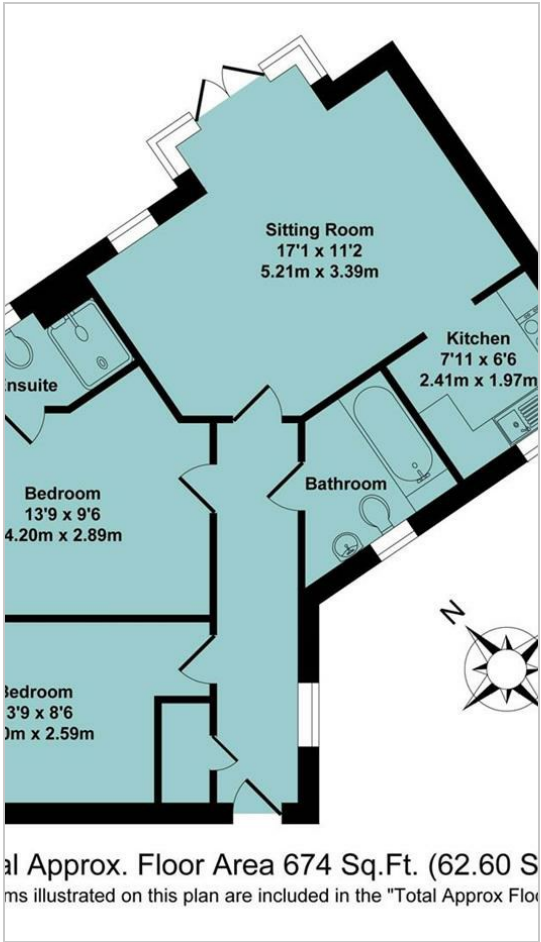 Sitting Room
17'1 x 11'2
5.21m x 3.39m
Kitchen
7'11 x 6'6
2.41m x 1.97m
Ensuite
Bathroom
Bedroom
13'9 x 9'6
4.20m x 2.89m
N
Bedroom
3'9 x 8'6
0m x 2.59m
al Approx. Floor Area 674 Sq.Ft. (62.60 S
ms illustrated on this plan are included in the "Total Approx Floo